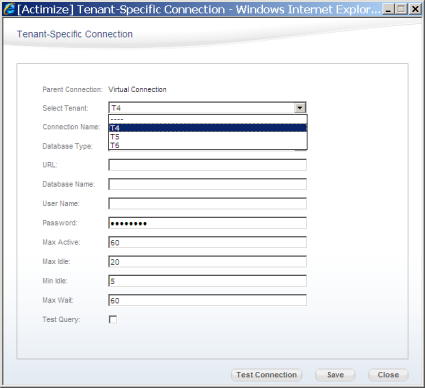 [Actimize] Tenant-Specific Connection - Windows Internet Explor...
Tenant-Specific Connection
Parent Connection: Virtual Connection
Select Tenant: T4
----
Connection Name: T4
T5
Database Type: T6
URL:
Database Name:
User Name:
Password: ••••••••
Max Active: 60
Max Idle: 20
Min Idle: 5
Max Wait: 60
Test Query:
Test Connection Save Close